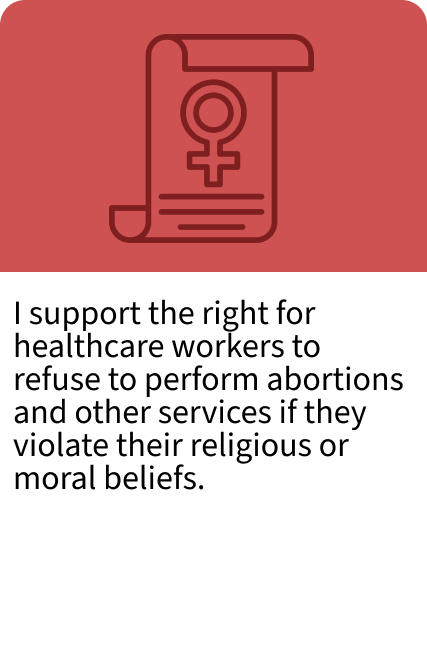 I support the right for
healthcare workers to
refuse to perform abortions
and other services if they
violate their religious or
moral beliefs.